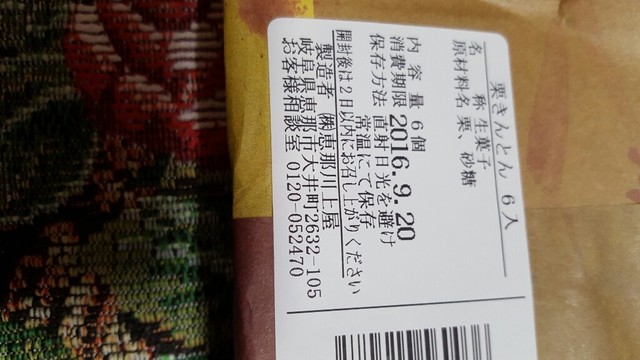 栗きんとん 6入
名 称 生菓子
原材料名 栗、砂糖
内 容 量 6個
消費期限 2016.9.20
保存方法 直射日光を避け
常温にて保存
開封後は2日以内にお召し上がりください
製造者 ㈱恵那川上屋
岐阜県恵那市大井町2632-105
お客様相談室 0120-052470